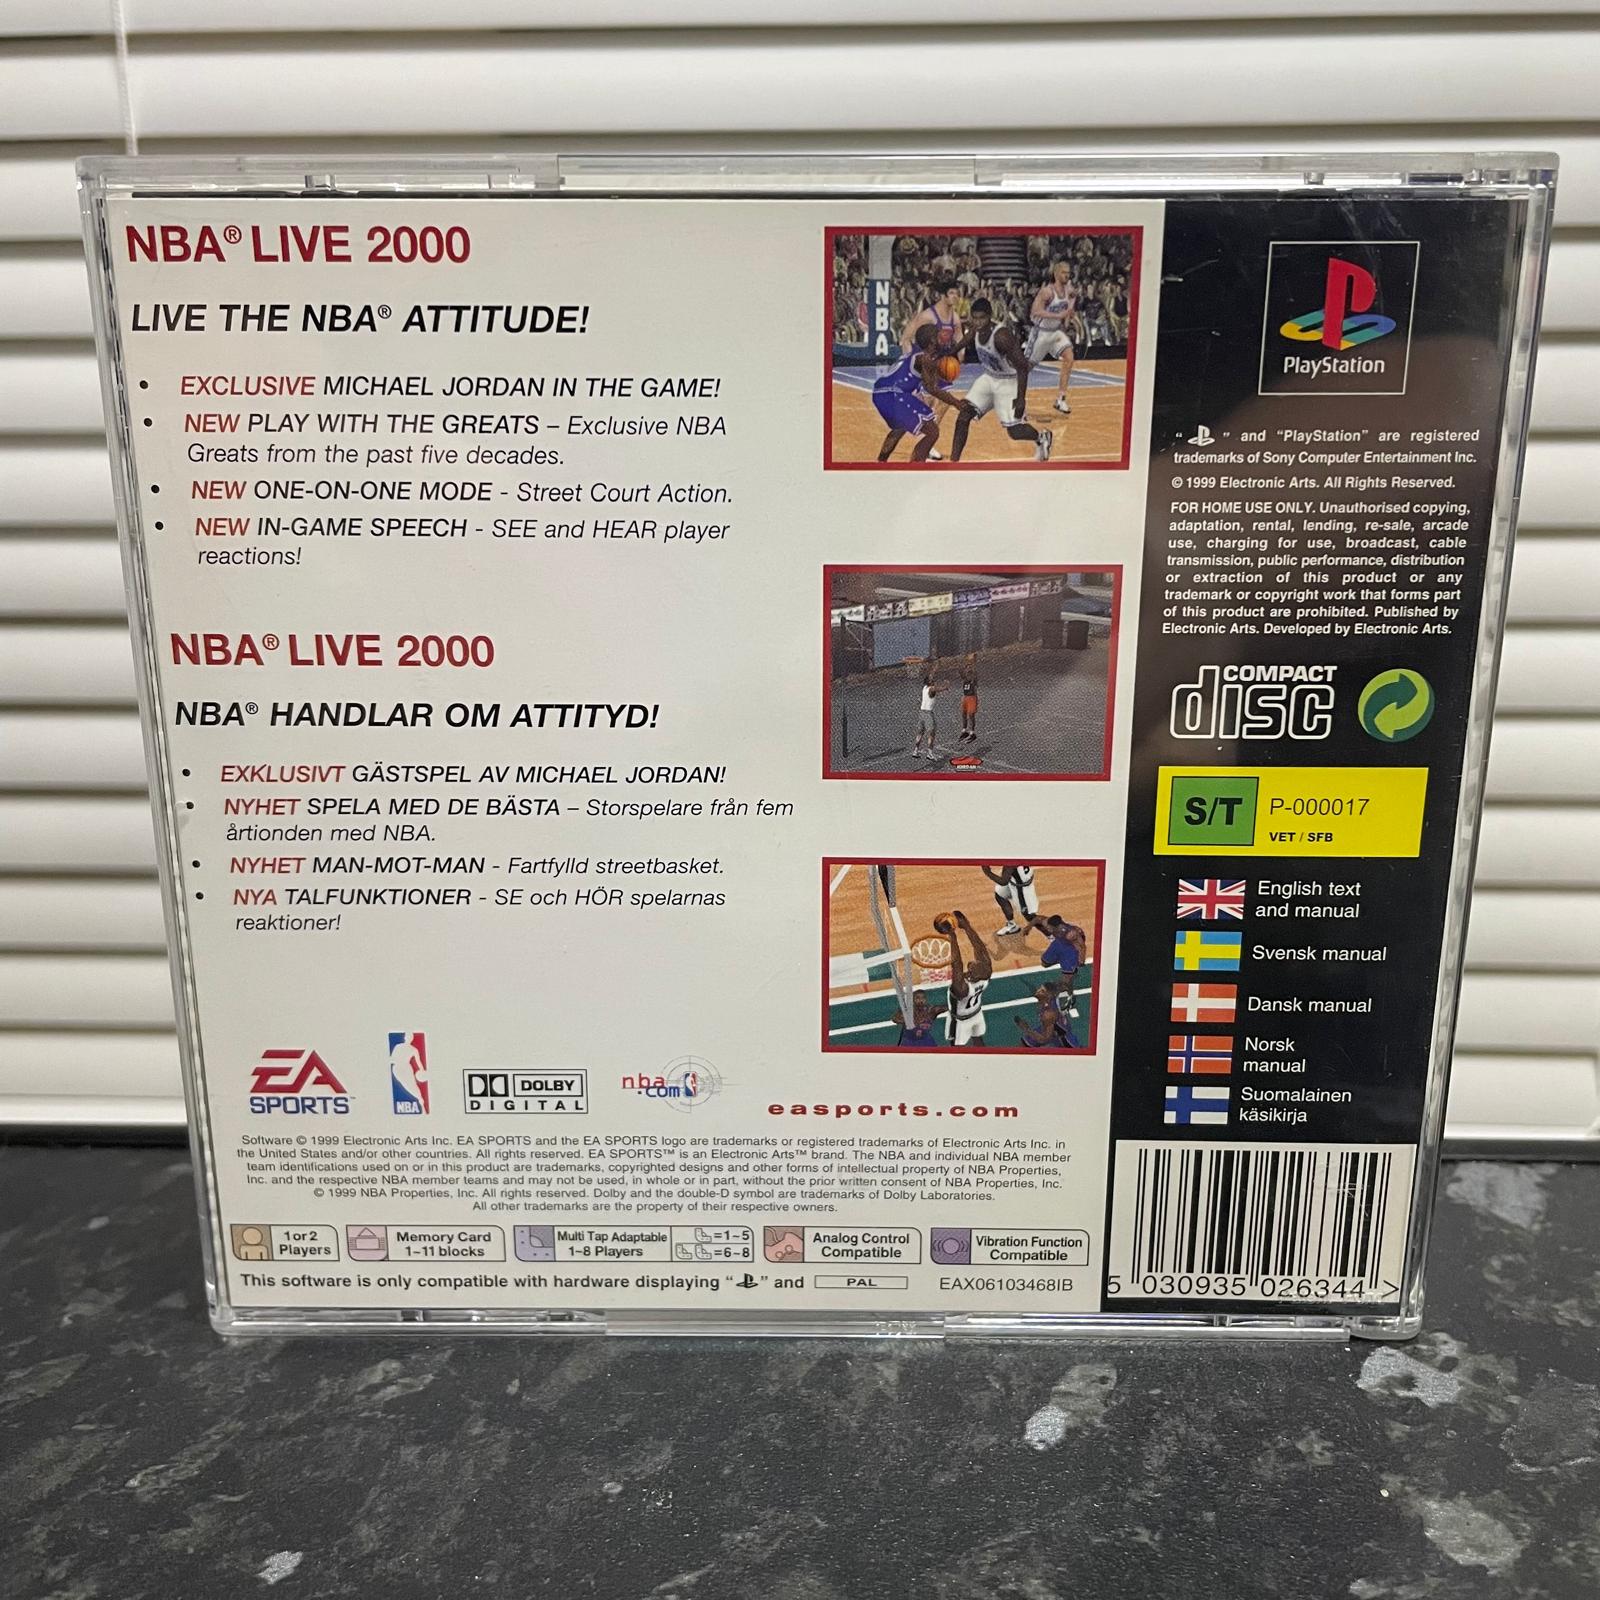 NBA® LIVE 2000
LIVE THE NBA® ATTITUDE!
• EXCLUSIVE MICHAEL JORDAN IN THE GAME!
• NEW PLAY WITH THE GREATS – Exclusive NBA
Greats from the past five decades.
• NEW ONE-ON-ONE MODE - Street Court Action.
• NEW IN-GAME SPEECH - SEE and HEAR player
reactions!
NBA® LIVE 2000
NBA® HANDLAR OM ATTITYD!
• EXKLUSIVT GÄSTSPEL AV MICHAEL JORDAN!
• NYHET SPELA MED DE BÄSTA – Storspelare från fem
årtionden med NBA.
• NYHET MAN-MOT-MAN - Fartfylld streetbasket.
• NYA TALFUNKTIONER - SE och HÖR spelarnas
reaktioner!
NBA
EA
SPORTS™
NBA
DOLBY
DIGITAL
nba
.com
easports.com
Software © 1999 Electronic Arts Inc. EA SPORTS and the EA SPORTS logo are trademarks or registered trademarks of Electronic Arts Inc. in
the United States and/or other countries. All rights reserved. EA SPORTS™ is an Electronic Arts™ brand. The NBA and individual NBA member
team identifications used on or in this product are trademarks, copyrighted designs and other forms of intellectual property of NBA Properties,
Inc. and the respective NBA member teams and may not be used, in whole or in part, without the prior written consent of NBA Properties, Inc.
© 1999 NBA Properties, Inc. All rights reserved. Dolby and the double-D symbol are trademarks of Dolby Laboratories.
All other trademarks are the property of their respective owners.
1 or 2
Players
Memory Card
1~11 blocks
Multi Tap Adaptable
1~8 Players
=1~5
=6~8
Analog Control
Compatible
Vibration Function
Compatible
This software is only compatible with hardware displaying “ ” and PAL
EAX06103468IB
PlayStation
“ ” and “PlayStation” are registered
trademarks of Sony Computer Entertainment Inc.
© 1999 Electronic Arts. All Rights Reserved.
FOR HOME USE ONLY. Unauthorised copying,
adaptation, rental, lending, re-sale, arcade
use, charging for use, broadcast, cable
transmission, public performance, distribution
or extraction of this product or any
trademark or copyright work that forms part
of this product are prohibited. Published by
Electronic Arts. Developed by Electronic Arts.
COMPACT
disc
S/T
P-000017
VET / SFB
English text
and manual
Svensk manual
Dansk manual
Norsk
manual
Suomalainen
käsikirja
5 030935 026344 >